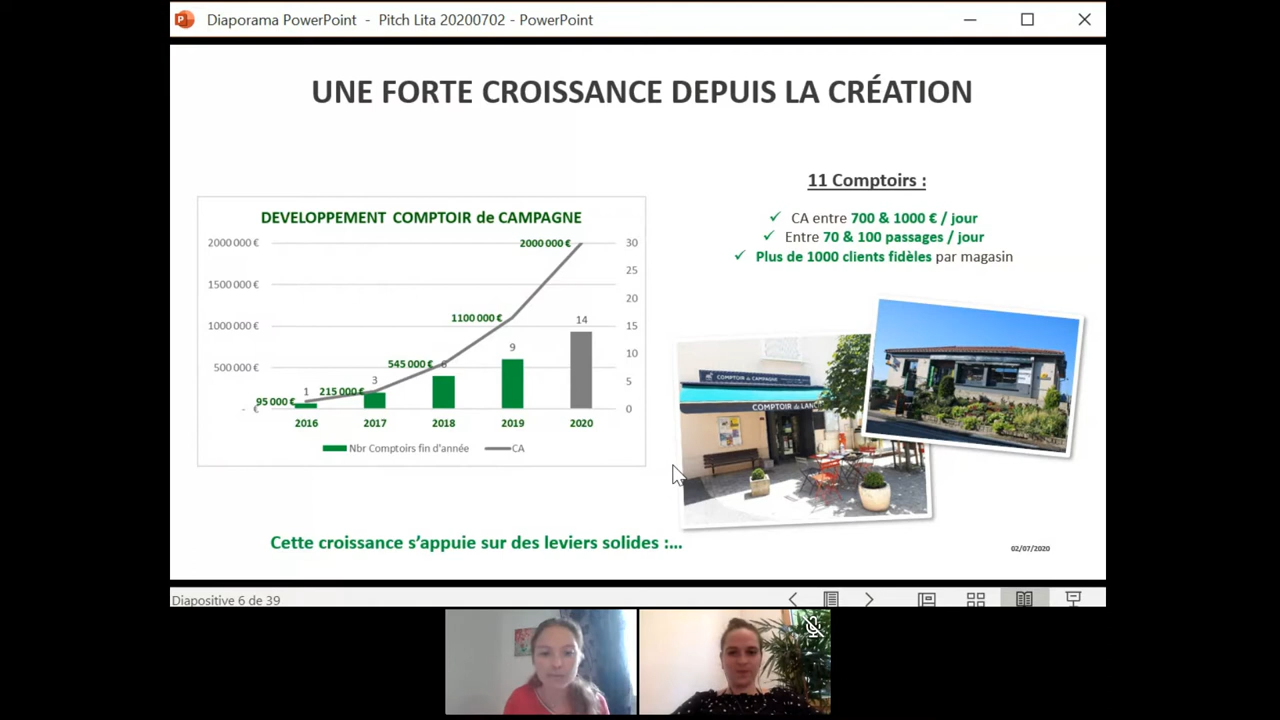 Diaporama PowerPoint - Pitch Lita 20200702 - PowerPoint
UNE FORTE CROISSANCE DEPUIS LA CRÉATION
DEVELOPPEMENT COMPTOIR de CAMPAGNE
2000 000 €
1500 000 €
1000 000 €
500 000 €
- €
30
25
20
15
10
5
0
95 000 €
215 000 €
545 000 €
1100 000 €
2000 000 €
1
3
6
9
14
2016
2017
2018
2019
2020
Nbr Comptoirs fin d'année
CA
11 Comptoirs :
✓ CA entre 700 & 1000 € / jour
✓ Entre 70 & 100 passages / jour
✓ Plus de 1000 clients fidèles par magasin
COMPTOIR de CAMPAGNE
COMPTOIR de LANC
Cette croissance s’appuie sur des leviers solides :...
02/07/2020
Diapositive 6 de 39